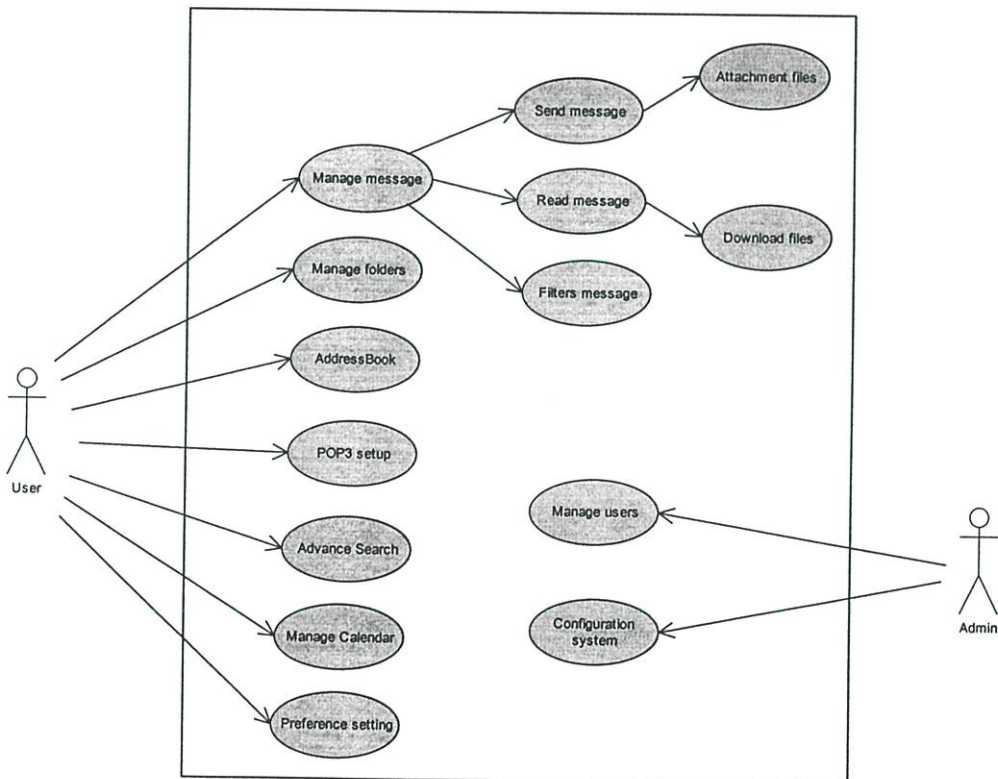 Attachment files
Send message
Manage message
Read message
Download files
Manage folders
Filters message
AddressBook
POP3 setup
User
Manage users
Advance Search
Admin
Configuration
system
Manage Calendar
Preference setting